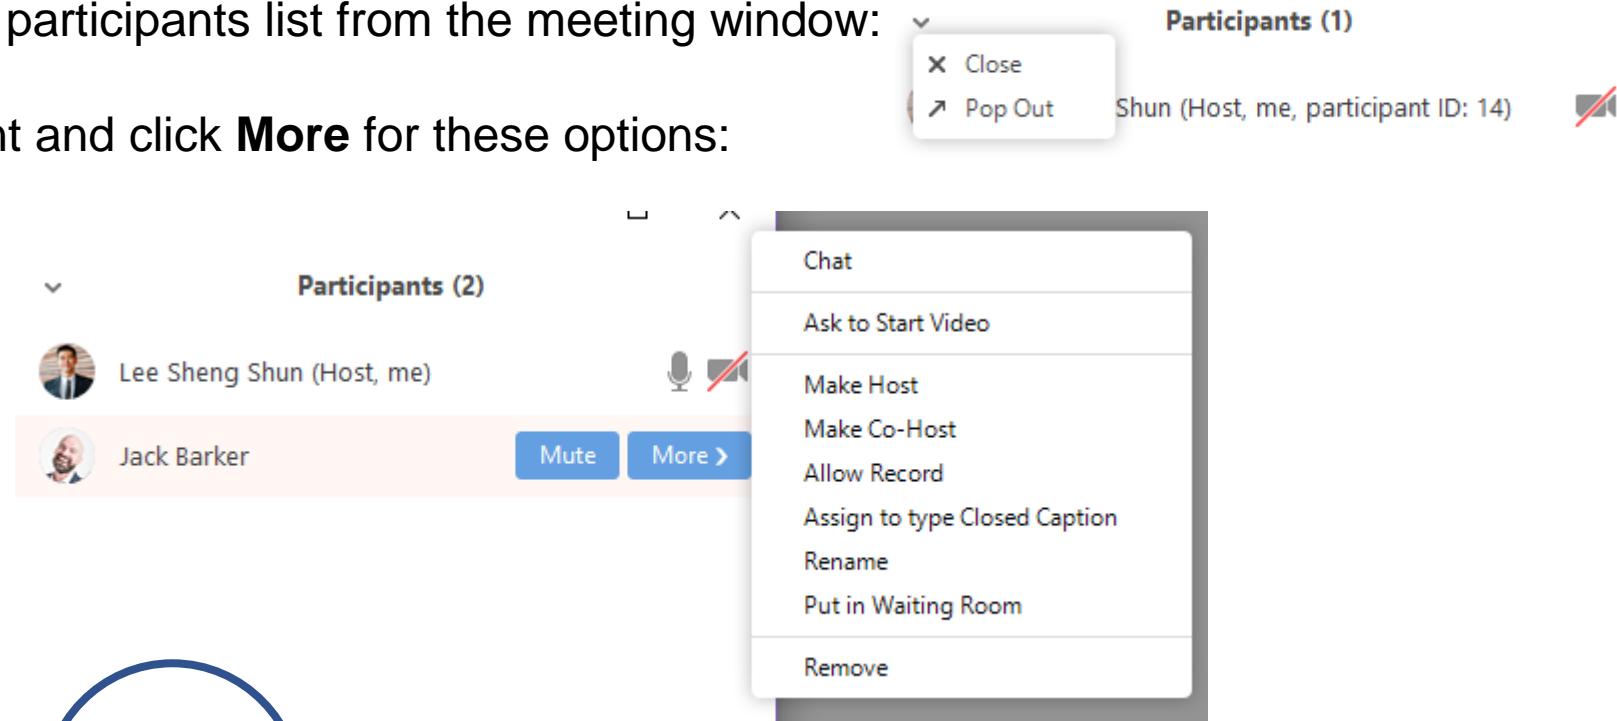 participants list from the meeting window:
Participants (1)
Close
Pop Out
Shun (Host, me, participant ID: 14)
and click More for these options:
Participants (2)
Lee Sheng Shun (Host, me)
Jack Barker
Mute
More
Chat
Ask to Start Video
Make Host
Make Co-Host
Allow Record
Assign to type Closed Caption
Rename
Put in Waiting Room
Remove